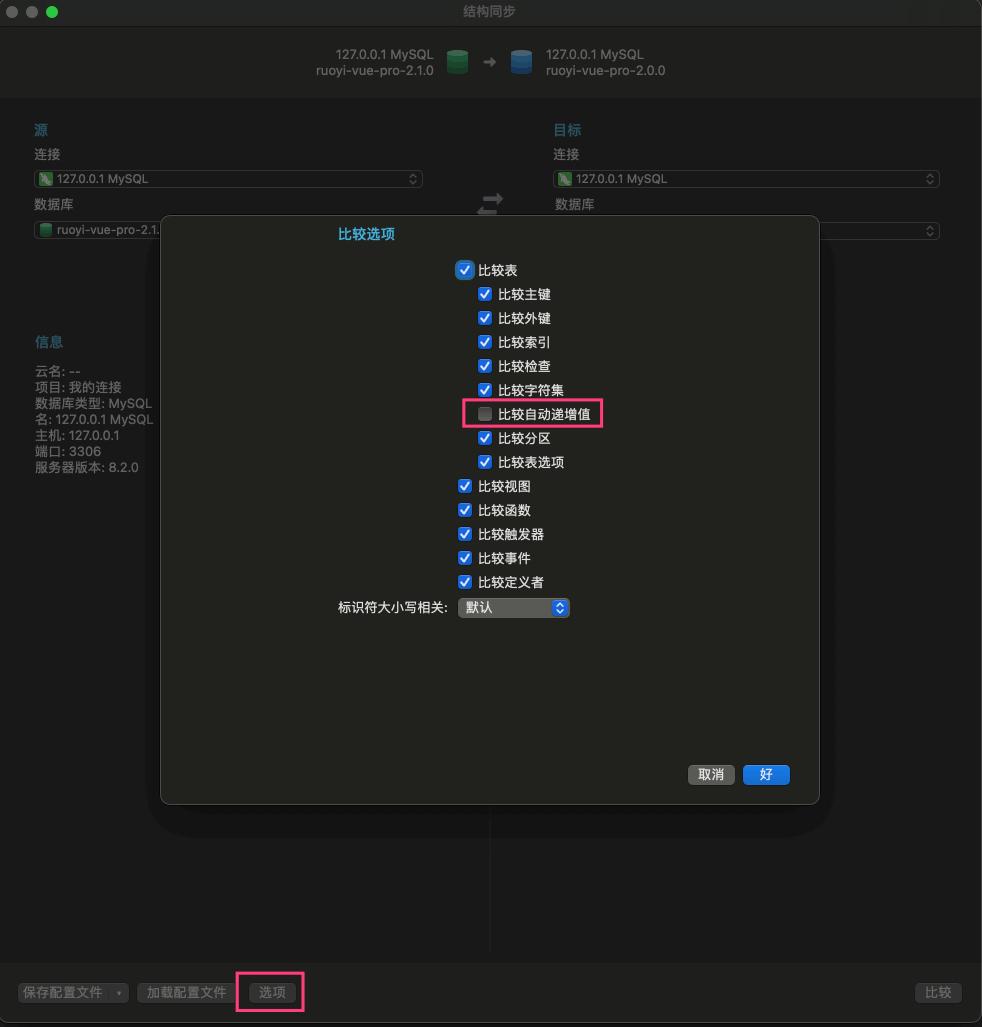 结构同步
127.0.0.1 MySQL
ruoyi-vue-pro-2.1.0
127.0.0.1 MySQL
ruoyi-vue-pro-2.0.0
源
连接
127.0.0.1 MySQL
数据库
ruoyi-vue-pro-2.1.
目标
连接
127.0.0.1 MySQL
数据库
信息
云名: --
项目: 我的连接
数据库类型: MySQL
名: 127.0.0.1 MySQL
主机: 127.0.0.1
端口: 3306
服务器版本: 8.2.0
比较选项
比较表
比较主键
比较外键
比较索引
比较检查
比较字符集
比较自动递增值
比较分区
比较表选项
比较视图
比较函数
比较触发器
比较事件
比较定义者
标识符大小写相关: 默认
取消 好
保存配置文件 加载配置文件 选项 比较